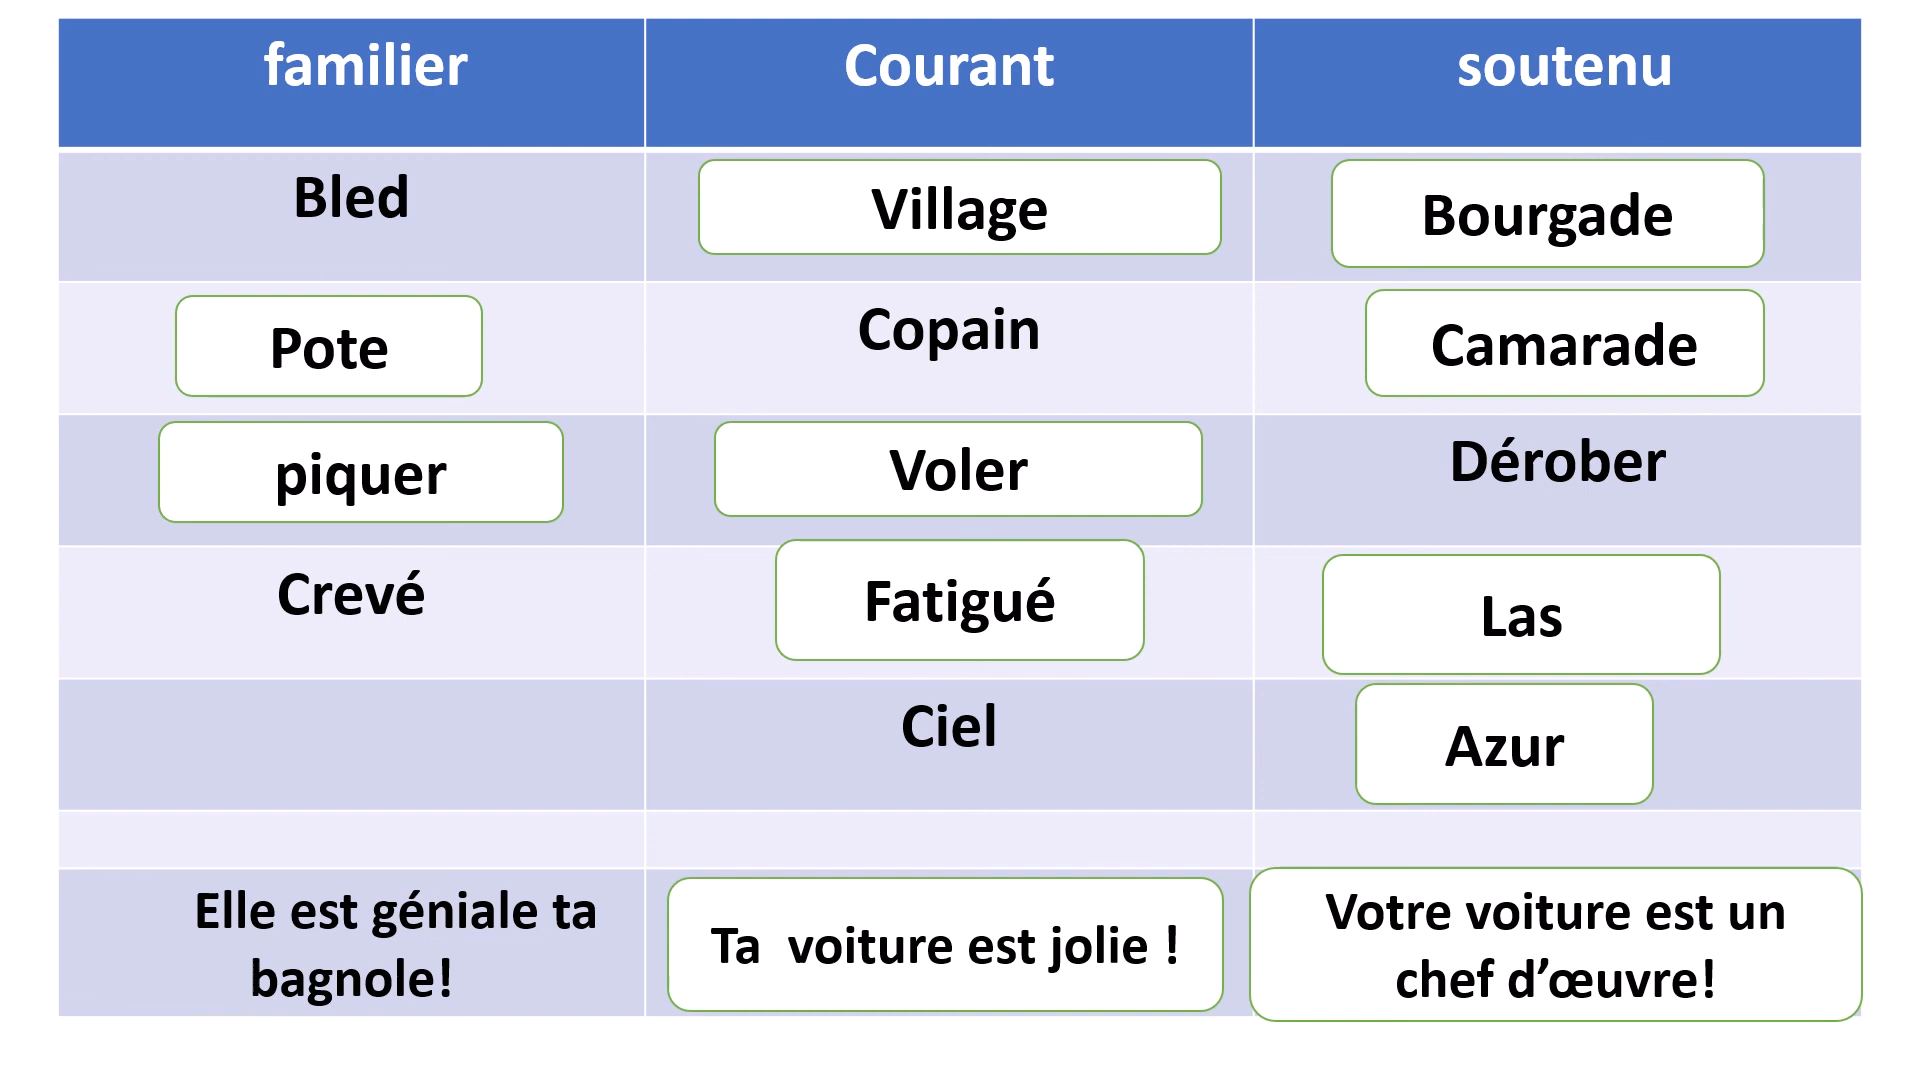 familier Courant soutenu
Bled Village Bourgade
Pote Copain Camarade
piquer Voler Dérober
Crevé Fatigué Las
Ciel Azur
Elle est géniale ta
bagnole!
Ta  voiture est jolie !
Votre voiture est un
chef d’œuvre!